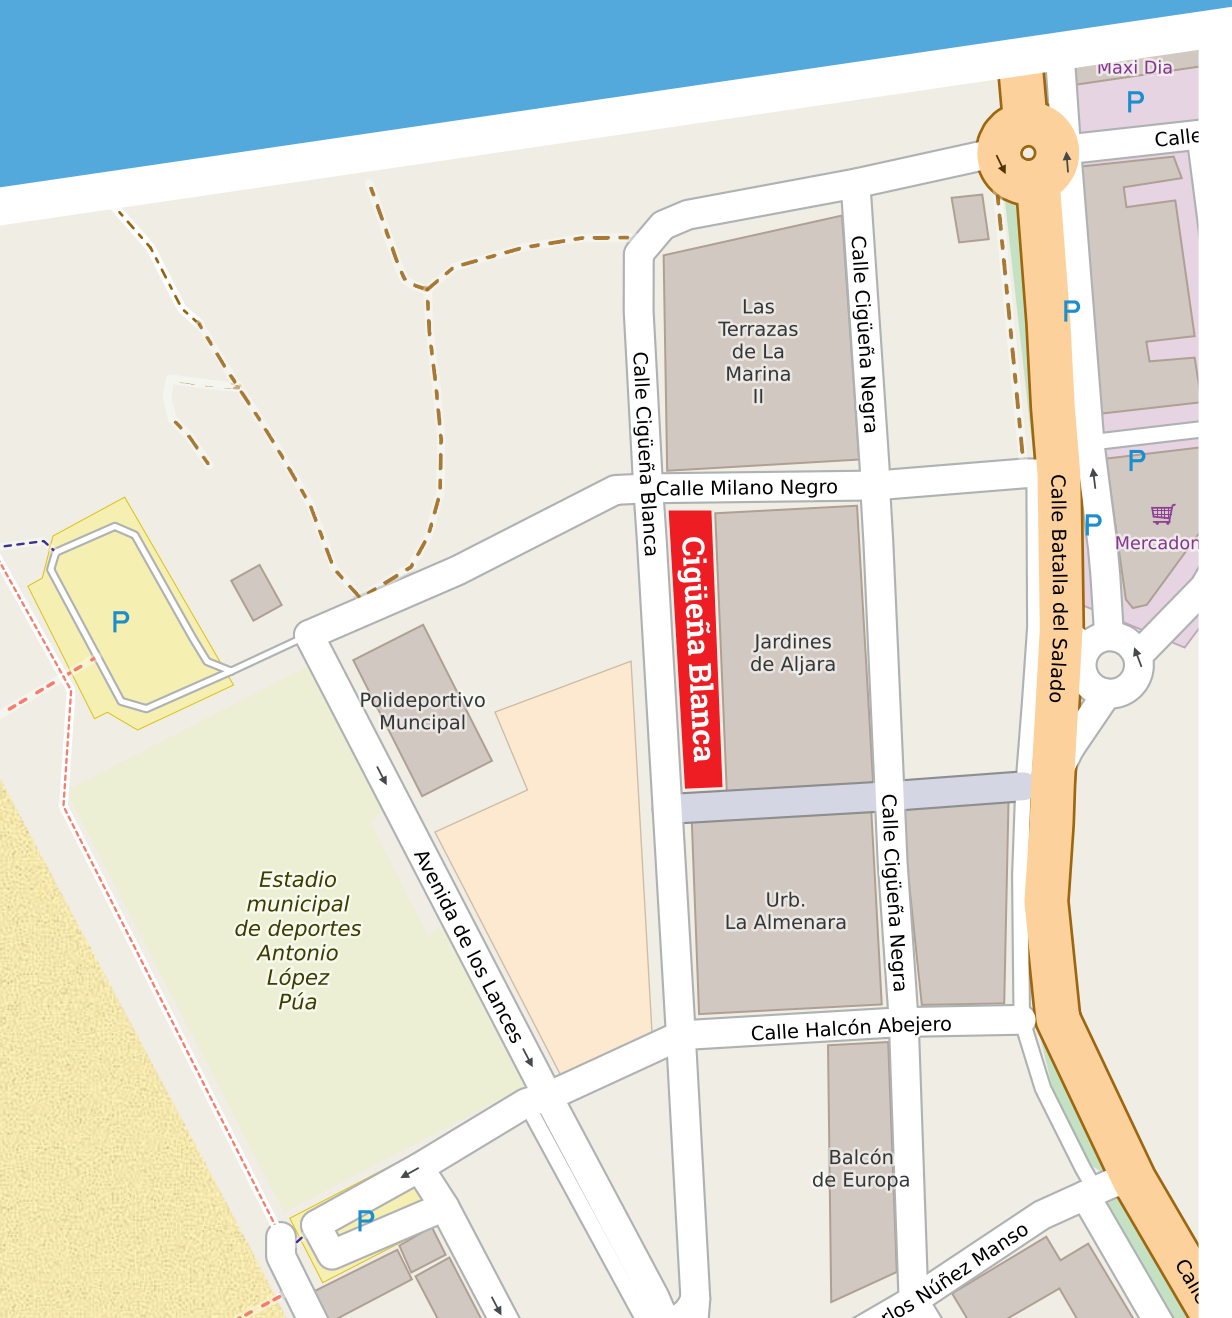 Maxi Dia
P
Calle
Calle Cigüeña Negra
Las
Terrazas
de La
Marina
II
P
Calle Cigüeña Blanca
Calle Milano Negro
P
Calle Batalla del Salado
P
Mercadon
Cigüeña Blanca
P
Jardines
de Aljara
Polideportivo
Muncipal
Calle Cigüeña Negra
Avenida de los Lances
Estadio
municipal
de deportes
Antonio
López
Púa
Urb.
La Almenara
Calle Halcón Abejero
Balcón
de Europa
P
rlos Núñez Manso
Calle